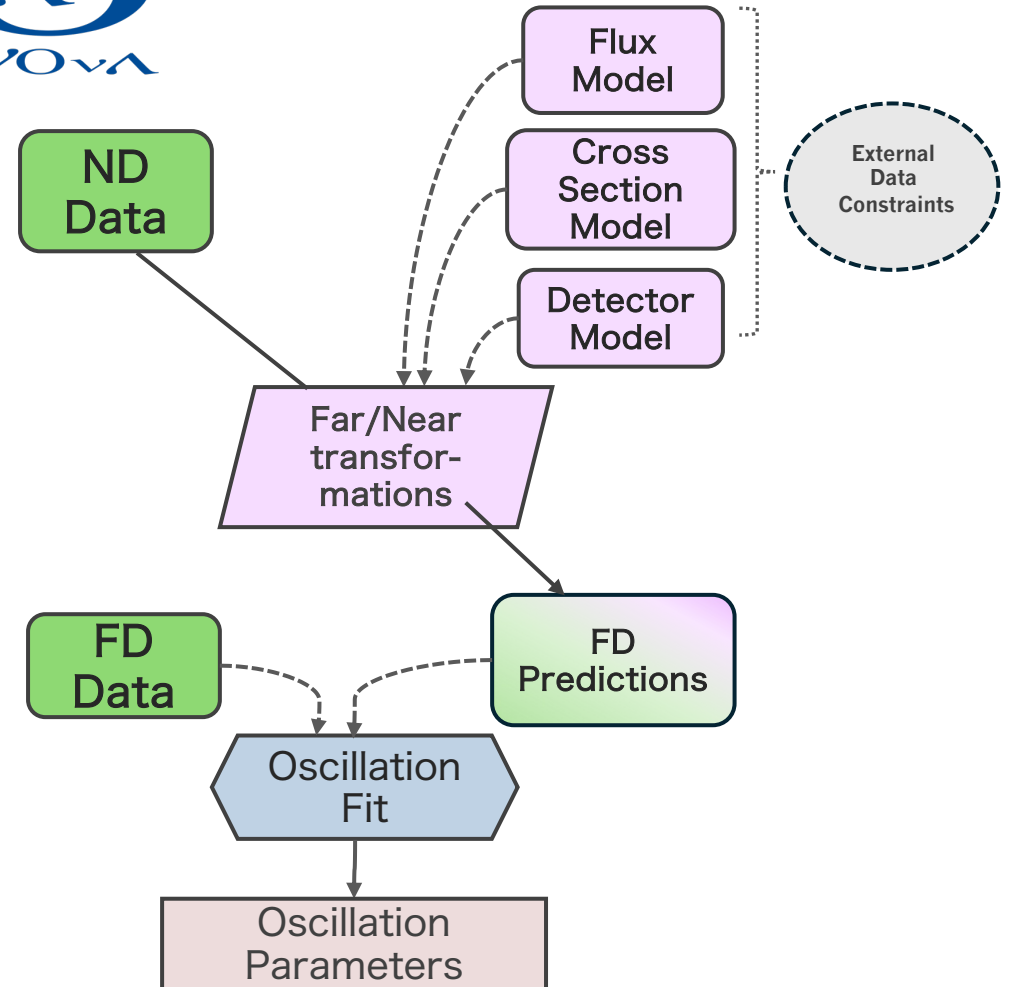 Flux
Model
ND
Data
Cross
Section
Model
External
Data
Constraints
Detector
Model
Far/Near
transfor-
mations
FD
Data
FD
Predictions
Oscillation
Fit
Oscillation
Parameters